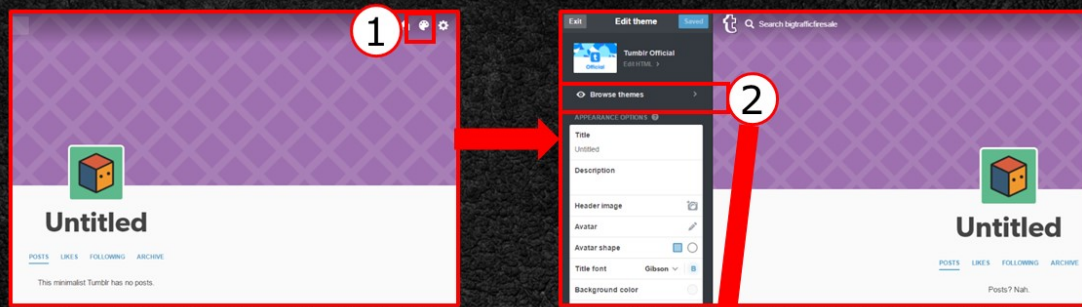 1
Untitled
POSTS LIKES FOLLOWING ARCHIVE
This minimalist Tumblr has no posts.
Exit Edit theme Saved
Tumblr Official
Edit HTML >
t
Official
Browse themes >
2
APPEARANCE OPTIONS ?
Title
Untitled
Description
Header image
Avatar
Avatar shape
Title font Gibson B
Background color
t Search bigtrafficfiresale
Untitled
POSTS LIKES FOLLOWING ARCHIVE
Posts? Nah.